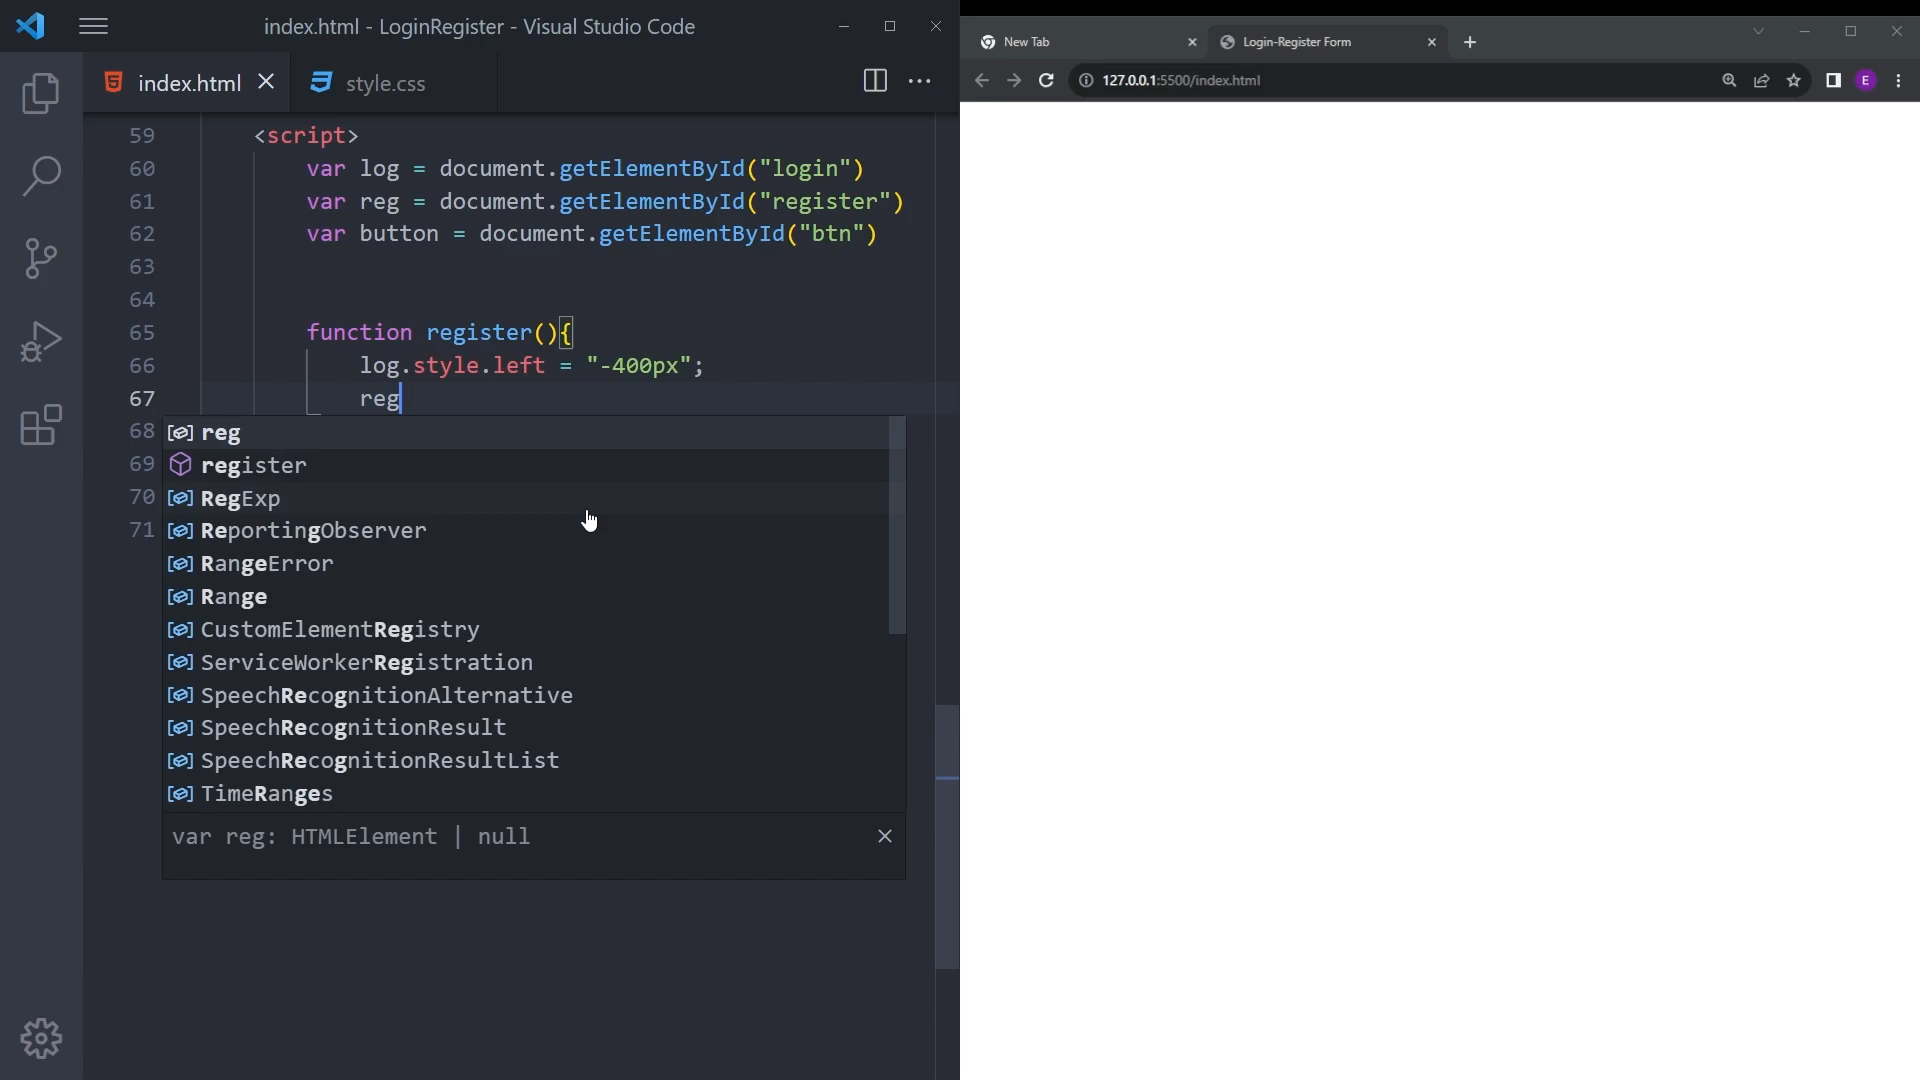 index.html - LoginRegister - Visual Studio Code
index.html
style.css
59 <script>
60 var log = document.getElementById("login")
61 var reg = document.getElementById("register")
62 var button = document.getElementById("btn")
63
64
65 function register(){
66 log.style.left = "-400px";
67 reg
68
69
70
71
reg
register
RegExp
ReportingObserver
RangeError
Range
CustomElementRegistry
ServiceWorkerRegistration
SpeechRecognitionAlternative
SpeechRecognitionResult
SpeechRecognitionResultList
TimeRanges
var reg: HTMLElement | null
New Tab
Login-Register Form
127.0.0.1:5500/index.html
E